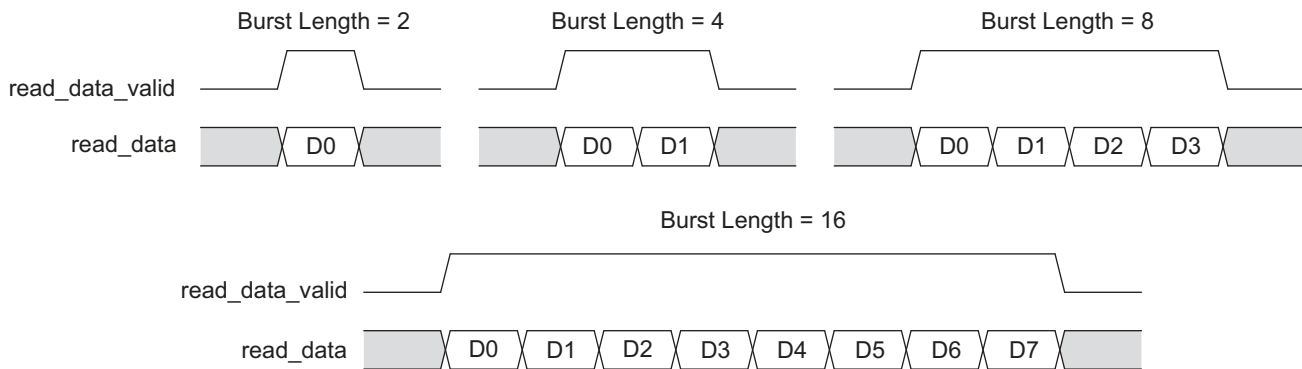 Burst Length = 2 Burst Length = 4 Burst Length = 8
read_data_valid
read_data D0 D0 D1 D0 D1 D2 D3
Burst Length = 16
read_data_valid
read_data D0 D1 D2 D3 D4 D5 D6 D7